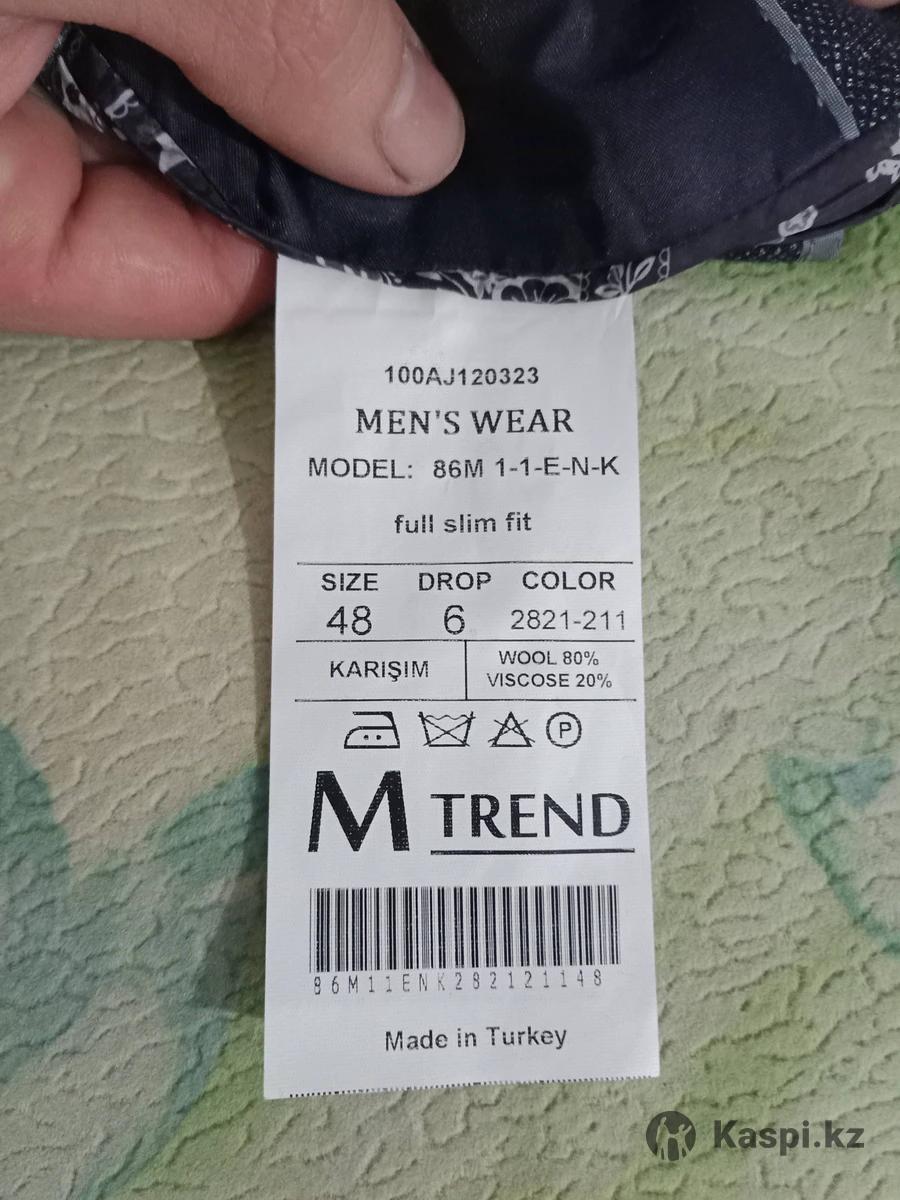 100AJ120323
MEN'S WEAR
MODEL: 86M 1-1-E-N-K
full slim fit
SIZE DROP COLOR
48 6 2821-211
KARIŞIM WOOL 80%
VISCOSE 20%
P
M TREND
86M11ENK282121148
Made in Turkey
Kaspi.kz